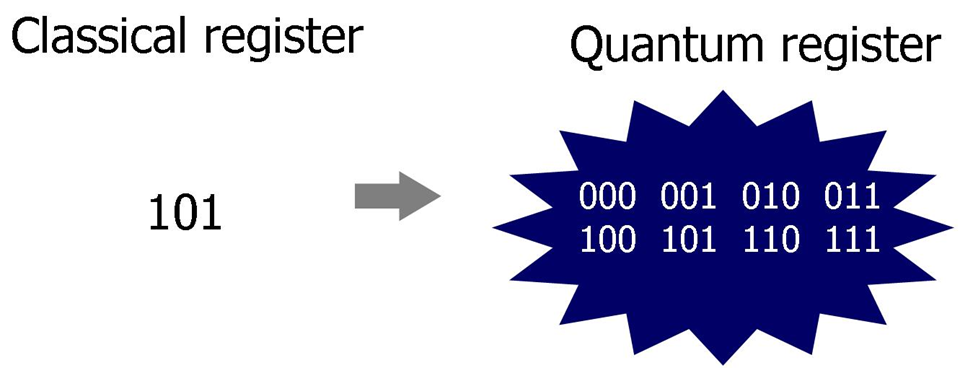 Classical register
Quantum register
101
000 001 010 011
100 101 110 111